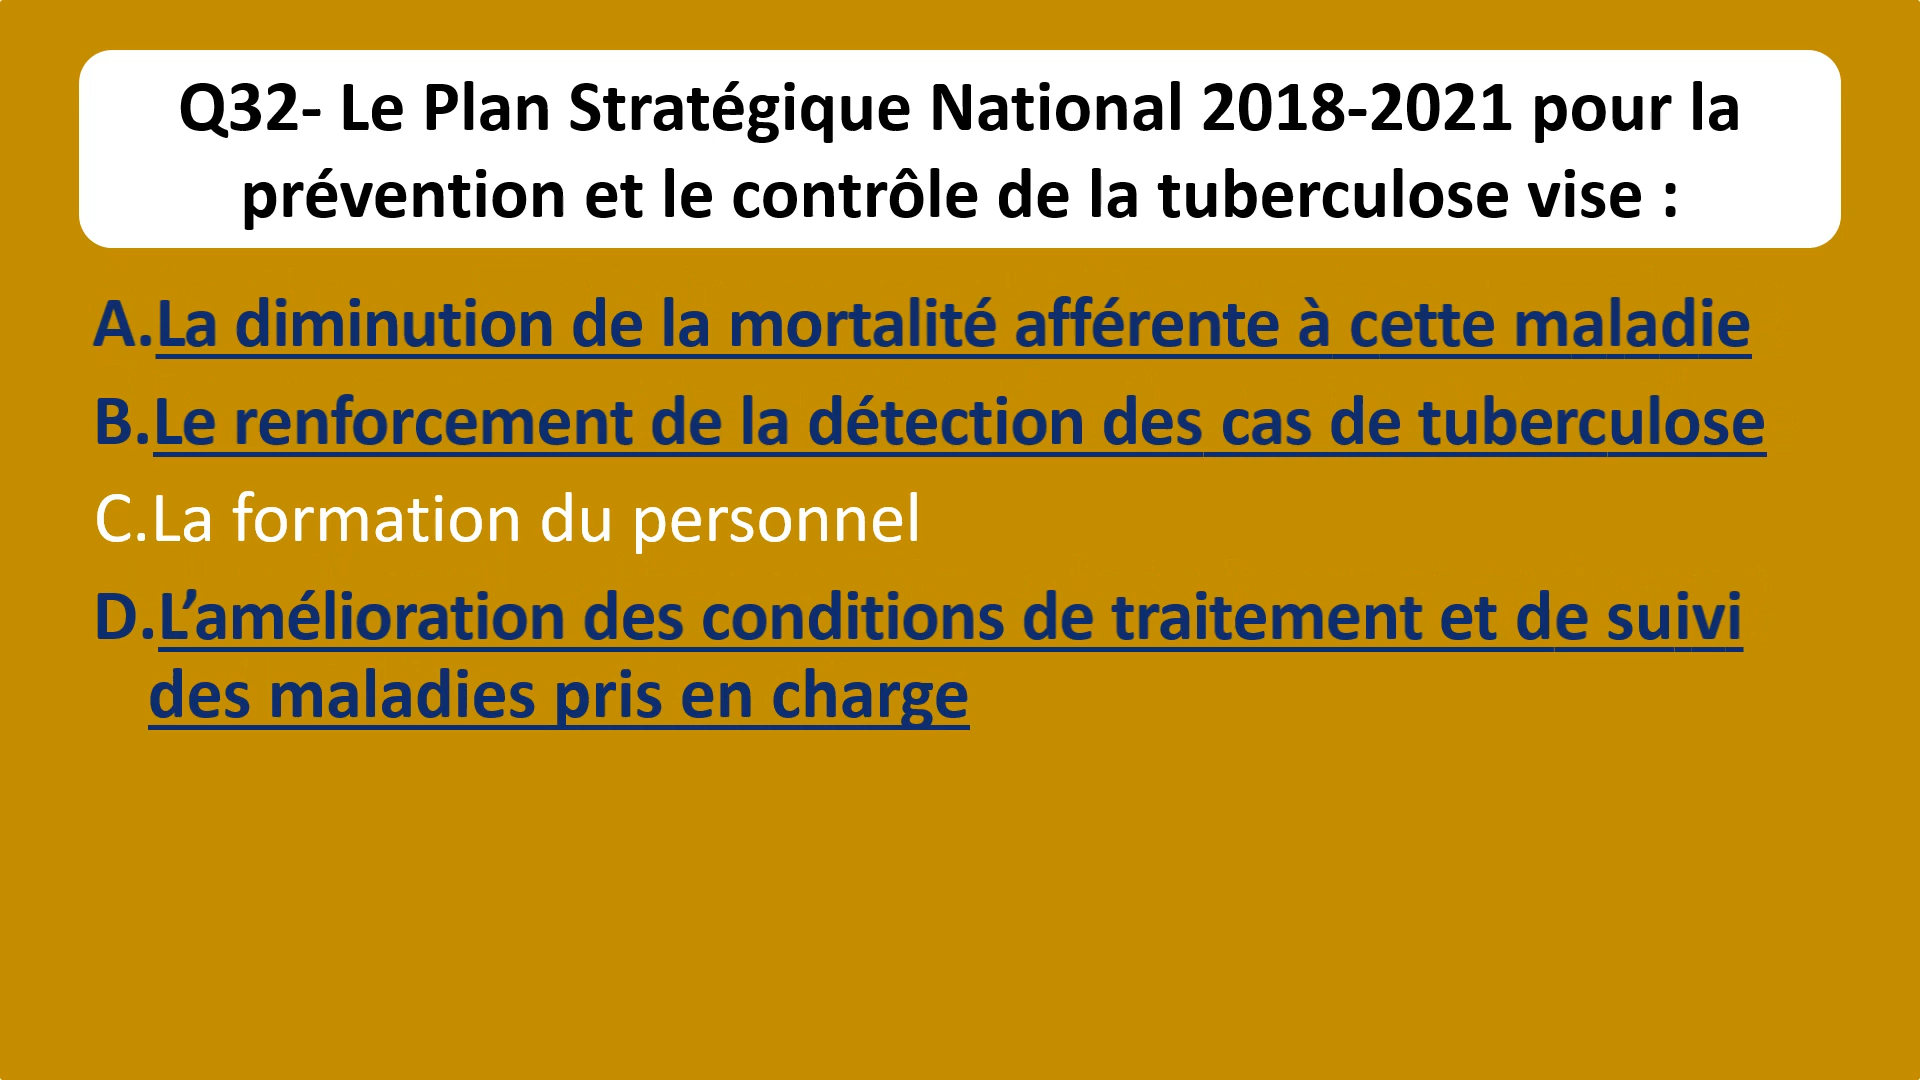 Q32- Le Plan Stratégique National 2018-2021 pour la
prévention et le contrôle de la tuberculose vise :
A.La diminution de la mortalité afférente à cette maladie
B.Le renforcement de la détection des cas de tuberculose
C.La formation du personnel
D.L’amélioration des conditions de traitement et de suivi
des maladies pris en charge